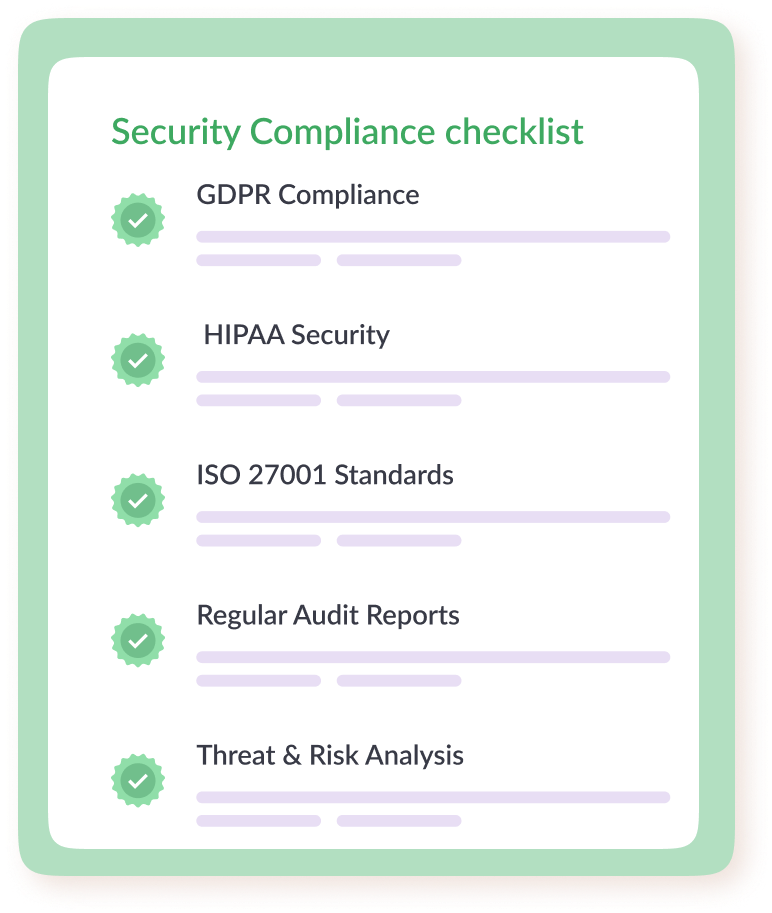 Security Compliance checklist
GDPR Compliance
HIPAA Security
ISO 27001 Standards
Regular Audit Reports
Threat & Risk Analysis